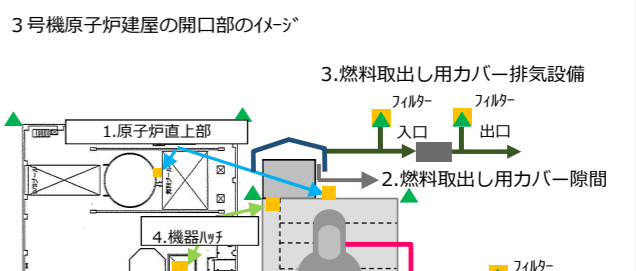 ３号機原子炉建屋の開口部のｲﾒｰｼﾞ
3.燃料取出し用カバー排気設備
ﾌｨﾙﾀｰ
ﾌｨﾙﾀｰ
1.原子炉直上部
入口
出口
2.燃料取出し用カバー隙間
4.機器ﾊｯﾁ
ﾌｨﾙﾀｰ